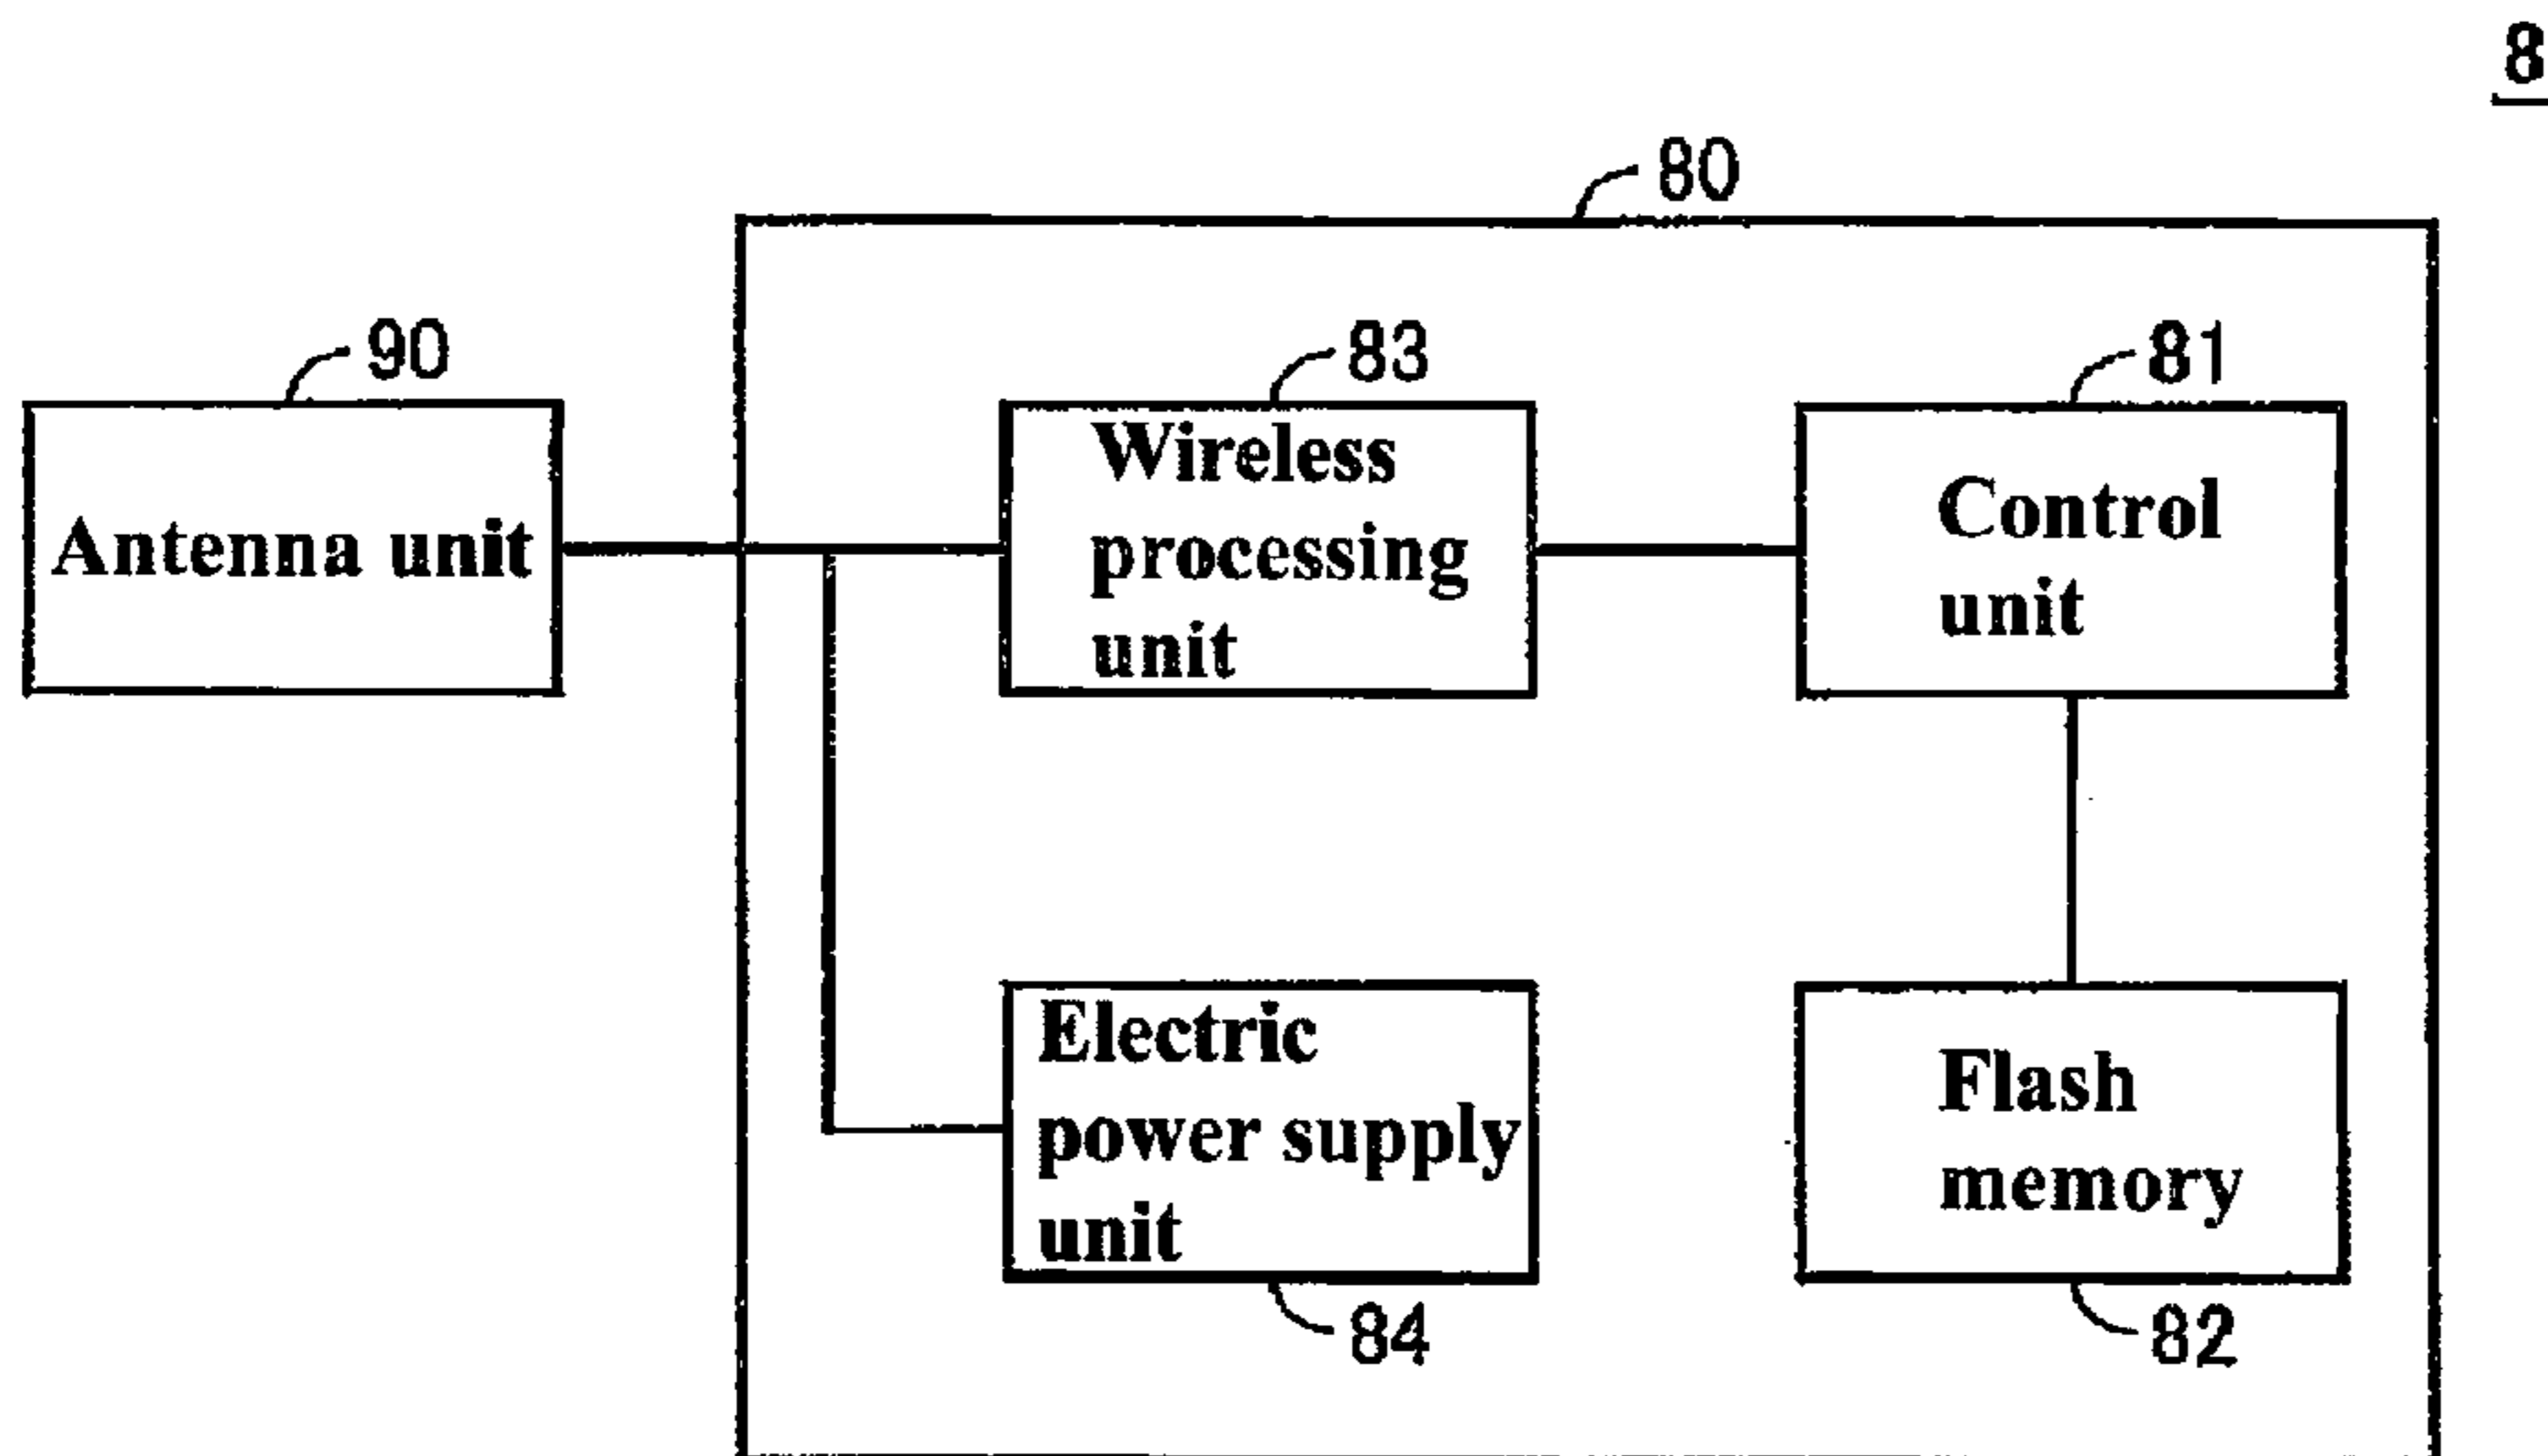 8
80
90
83
81
Antenna unit
Wireless
processing
unit
Control
unit
Electric
power supply
unit
Flash
memory
84
82